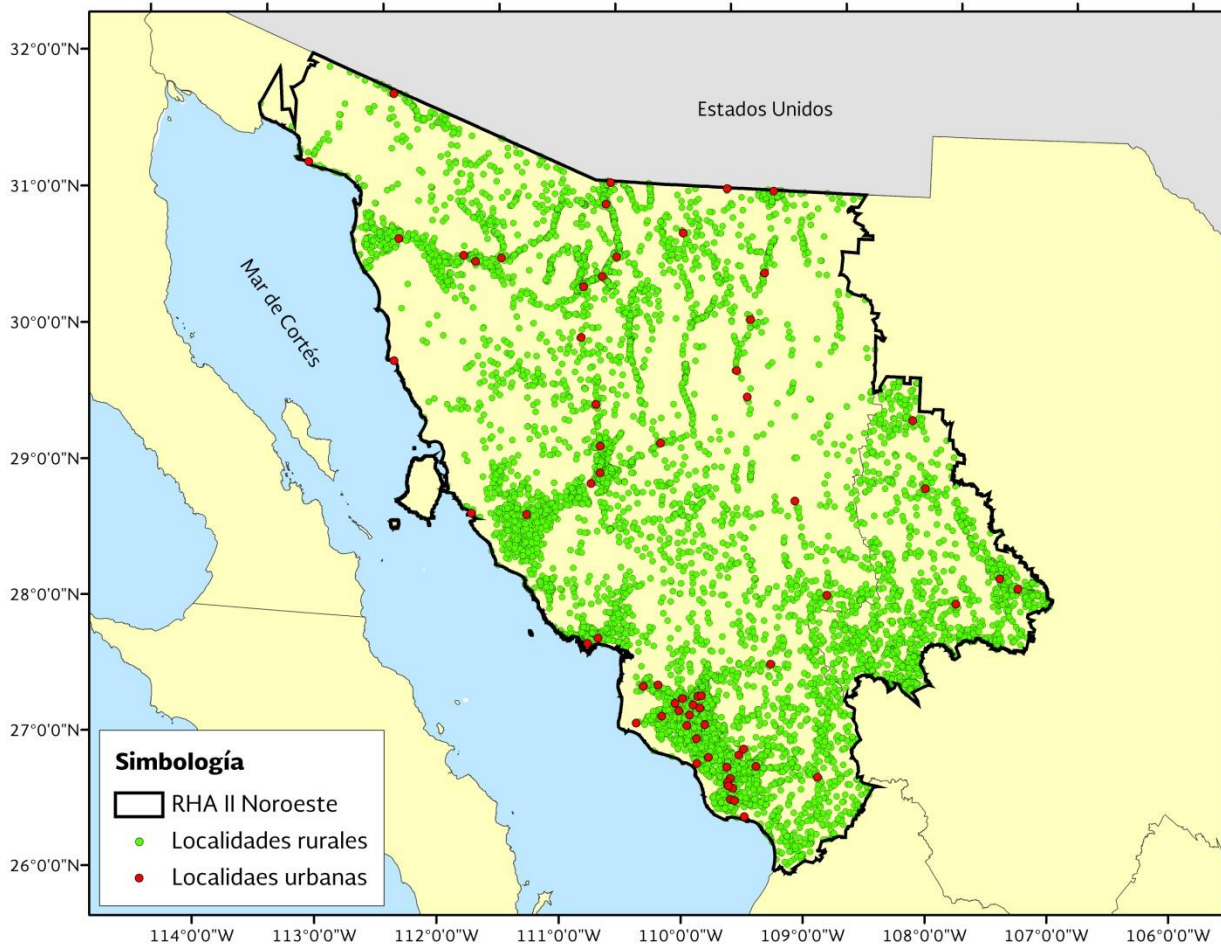 32°0'0"N
Estados Unidos
31°0'0"N
Mar de Cortés
30°0'0"N
29°0'0"N
28°0'0"N
27°0'0"N
26°0'0"N
Simbología
RHA II Noroeste
Localidades rurales
Localidaes urbanas
114°0'0"W 113°0'0"W 112°0'0"W 111°0'0"W 110°0'0"W 109°0'0"W 108°0'0"W 107°0'0"W 106°0'0"W